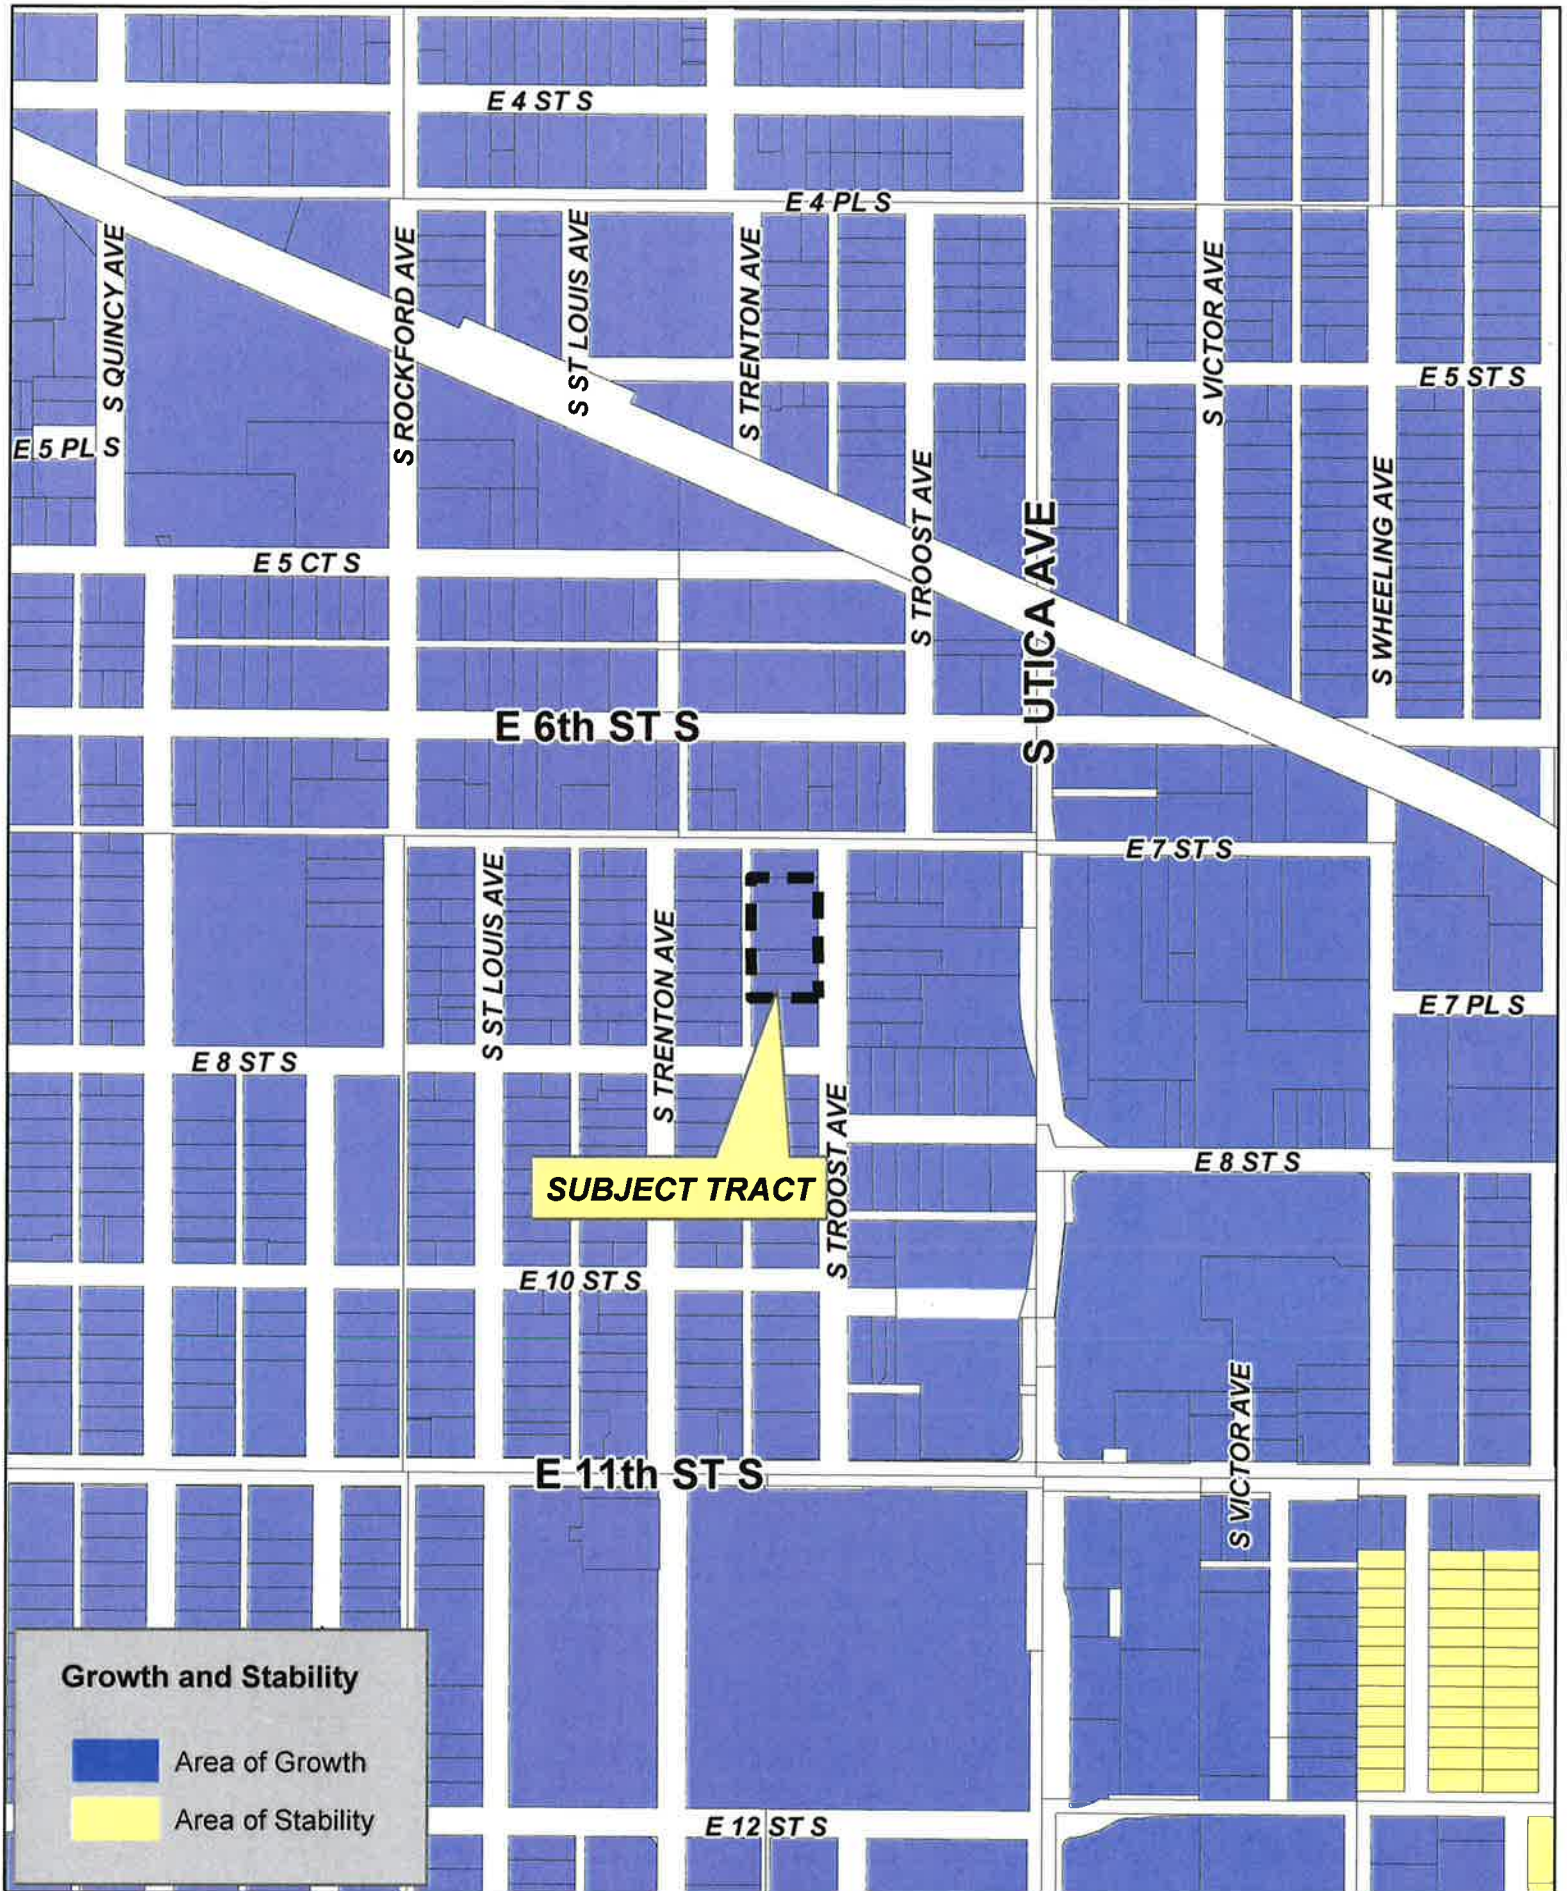 E 4 ST S
E 4 PL S
S QUINCY AVE
S ROCKFORD AVE
S ST LOUIS AVE
S TRENTON AVE
S VICTOR AVE
E 5 ST S
E 5 PL S
S TROOST AVE
S UTICA AVE
S WHEELING AVE
E 5 CT S
E 6th ST S
E 7 ST S
S ST LOUIS AVE
S TRENTON AVE
E 7 PL S
E 8 ST S
S TROOST AVE
E 8 ST S
SUBJECT TRACT
E 10 ST S
S VICTOR AVE
E 11th ST S
Growth and Stability
Area of Growth
Area of Stability
E 12 ST S